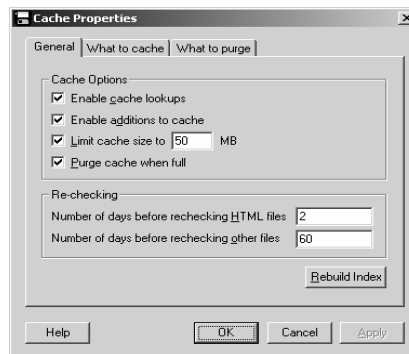 Cache Properties
General What to cache What to purge
Cache Options
Enable cache lookups
Enable additions to cache
Limit cache size to 50 MB
Purge cache when full
Re-checking
Number of days before rechecking HTML files 2
Number of days before rechecking other files 60
Rebuild Index
Help OK Cancel Apply